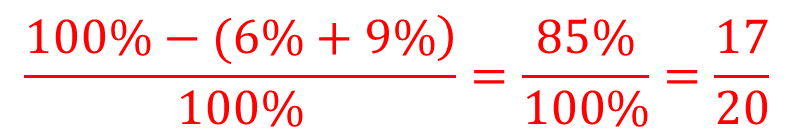 100% − (6% + 9%) / 100% = 85% / 100% = 17 / 20